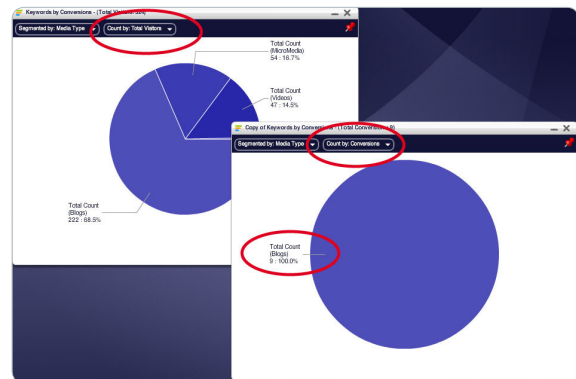 Keywords by Conversions - (Total Visitors:
Segmented by: Media Type
Count by: Total Vistors
Total Count
(MicroMedia)
54 : 16.7%
Total Count
(Videos)
47 : 14.5%
Total Count
(Blogs)
222 : 68.5%
Copy of Keywords by Conversions - (Total Conversions:9)
Segmented by: Media Type
Count by: Conversions
Total Count
(Blogs)
9 : 100.0%